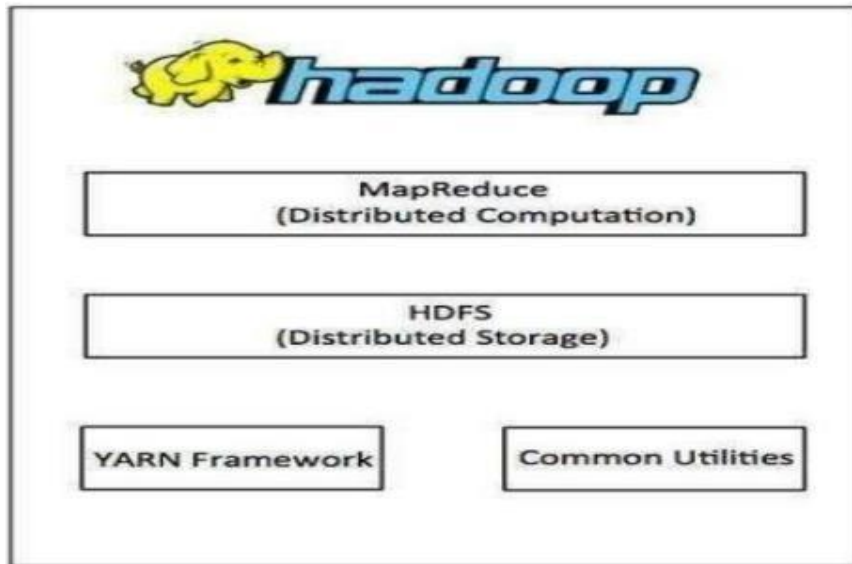 hadoop
MapReduce
(Distributed Computation)
HDFS
(Distributed Storage)
YARN Framework
Common Utilities